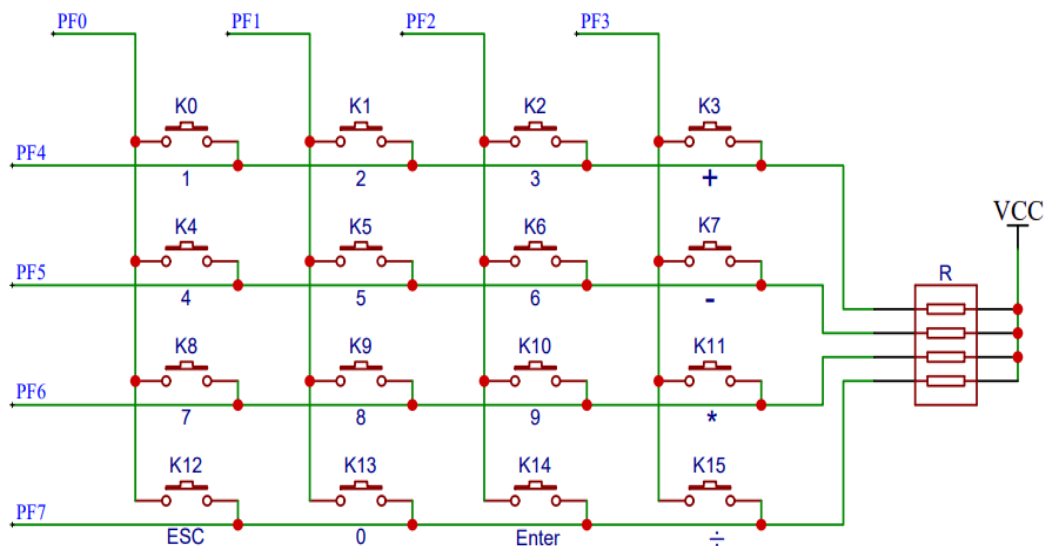 PF0 PF1 PF2 PF3
K0 K1 K2 K3
PF4
1 2 3 +
VCC
K4 K5 K6 K7
PF5 R
4 5 6 -
K8 K9 K10 K11
PF6
7 8 9 *
K12 K13 K14 K15
PF7
ESC 0 Enter ÷